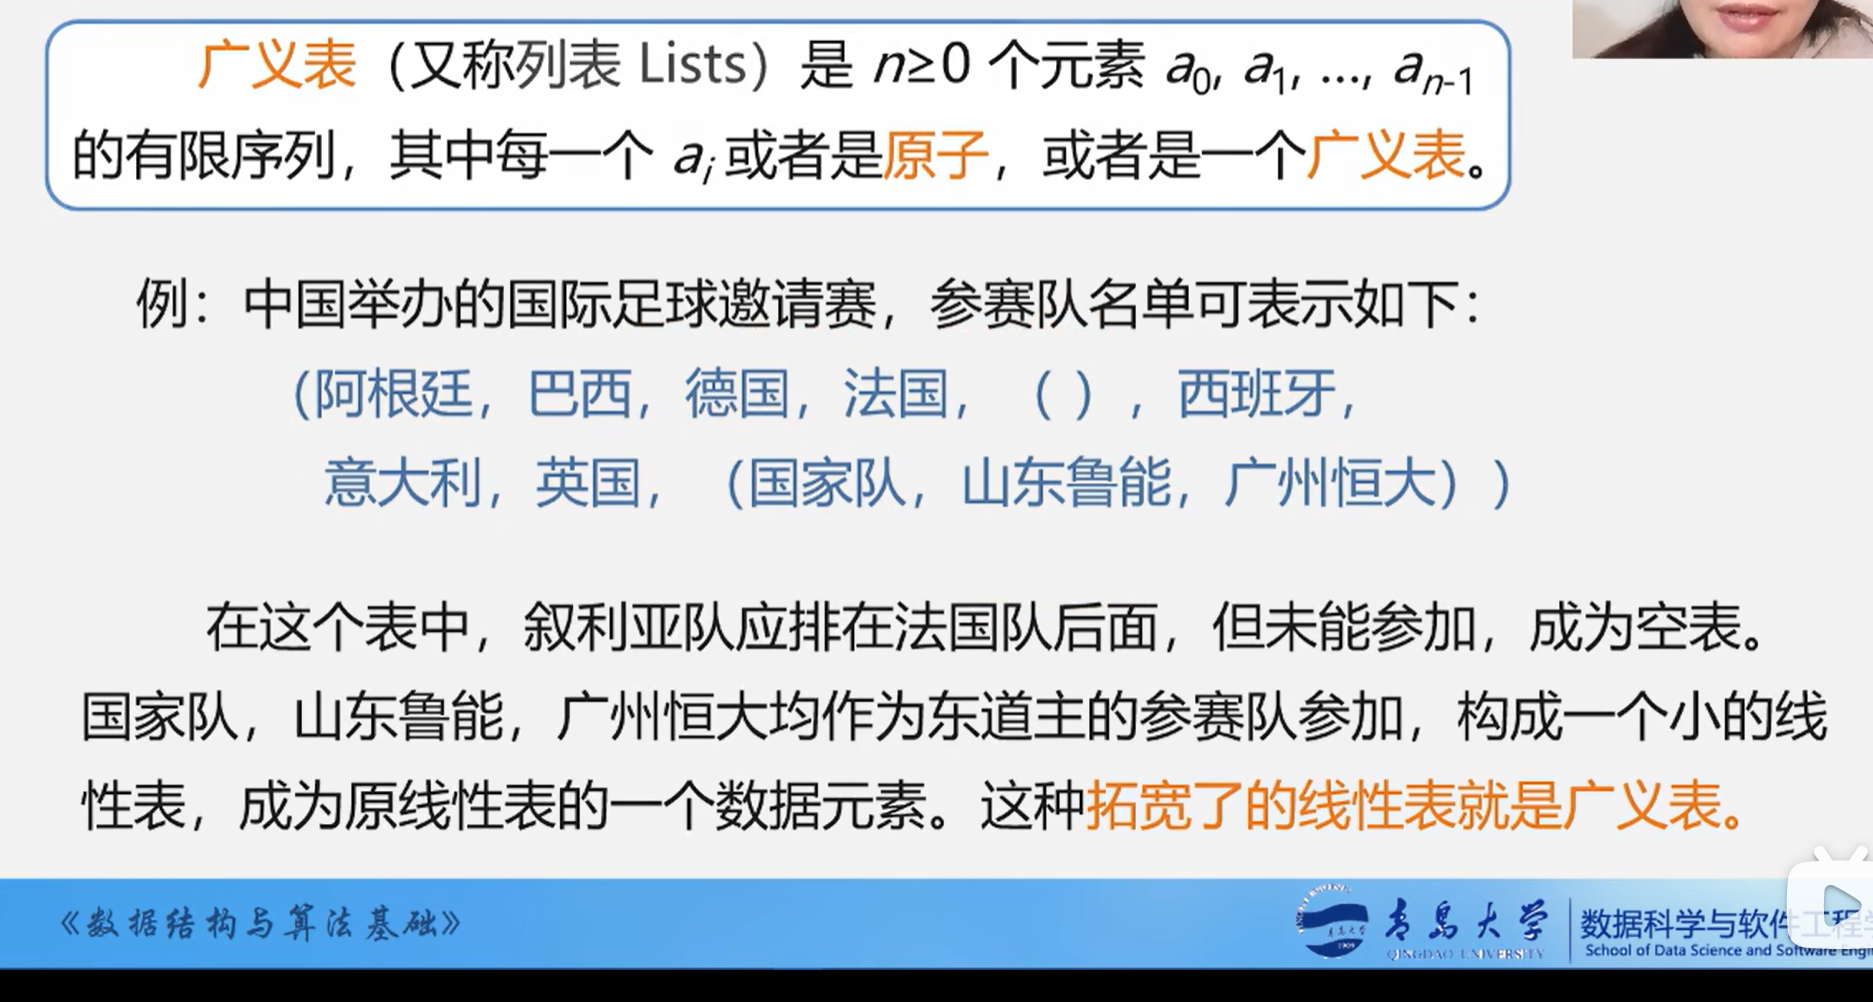 广义表（又称列表 Lists）是 n≥0 个元素 a0, a1, …, an-1
的有限序列，其中每一个 ai 或者是原子，或者是一个广义表。
例：中国举办的国际足球邀请赛，参赛队名单可表示如下：
（阿根廷，巴西，德国，法国，（ ），西班牙，
意大利，英国，（国家队，山东鲁能，广州恒大））
在这个表中，叙利亚队应排在法国队后面，但未能参加，成为空表。
国家队，山东鲁能，广州恒大均作为东道主的参赛队参加，构成一个小的线
性表，成为原线性表的一个数据元素。这种拓宽了的线性表就是广义表。
《数据结构与算法基础》
青岛大学
QINGDAO UNIVERSITY
1909
数据科学与软件工程学
School of Data Science and Software Engin